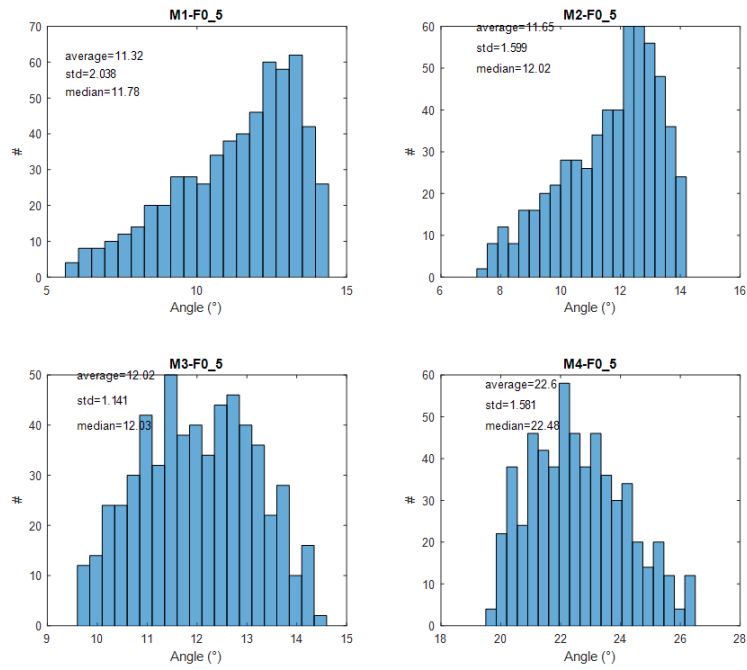 M1-F0_5
average=11.32
std=2.038
median=11.78
70
60
50
40
30
20
10
0
#
5
10
15
Angle (°)
M2-F0_5
average=11.65
std=1.599
median=12.02
60
50
40
30
20
10
0
#
6
8
10
12
14
16
Angle (°)
M3-F0_5
average=12.02
std=1.141
median=12.03
50
40
30
20
10
0
#
9
10
11
12
13
14
15
Angle (°)
M4-F0_5
average=22.6
std=1.581
median=22.48
60
50
40
30
20
10
0
#
18
20
22
24
26
28
Angle (°)